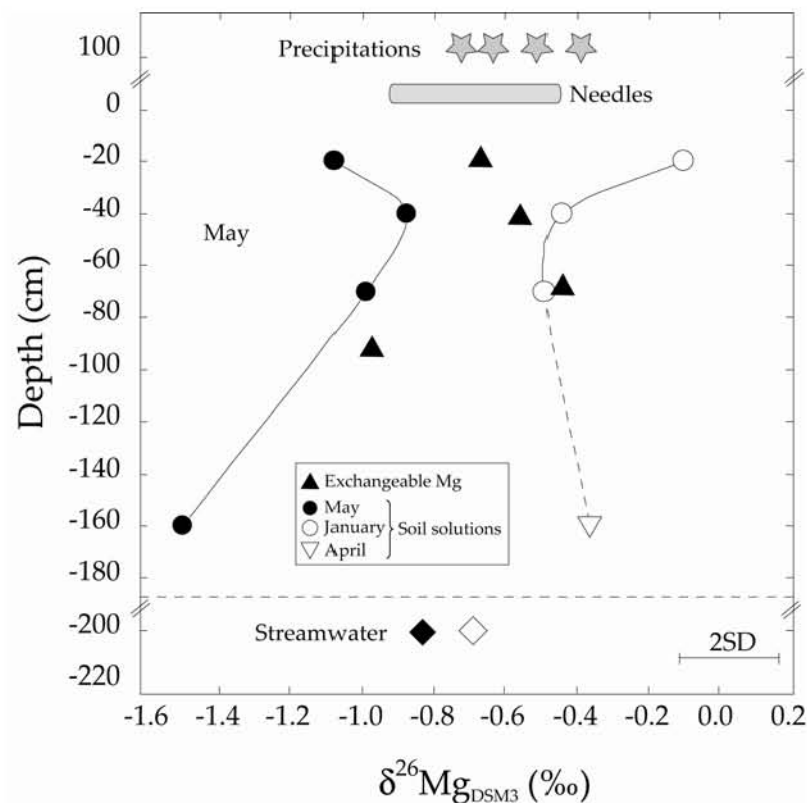 100
Precipitations
0
Needles
-20
-40
May
-60
-80
-100
-120
-140
-160
-180
-200
-220
Depth (cm)
Exchangeable Mg
May
January
April
Soil solutions
Streamwater
2SD
-1.6 -1.4 -1.2 -1.0 -0.8 -0.6 -0.4 -0.2 0.0 0.2
δ²⁶Mg_DSM3 (‰)